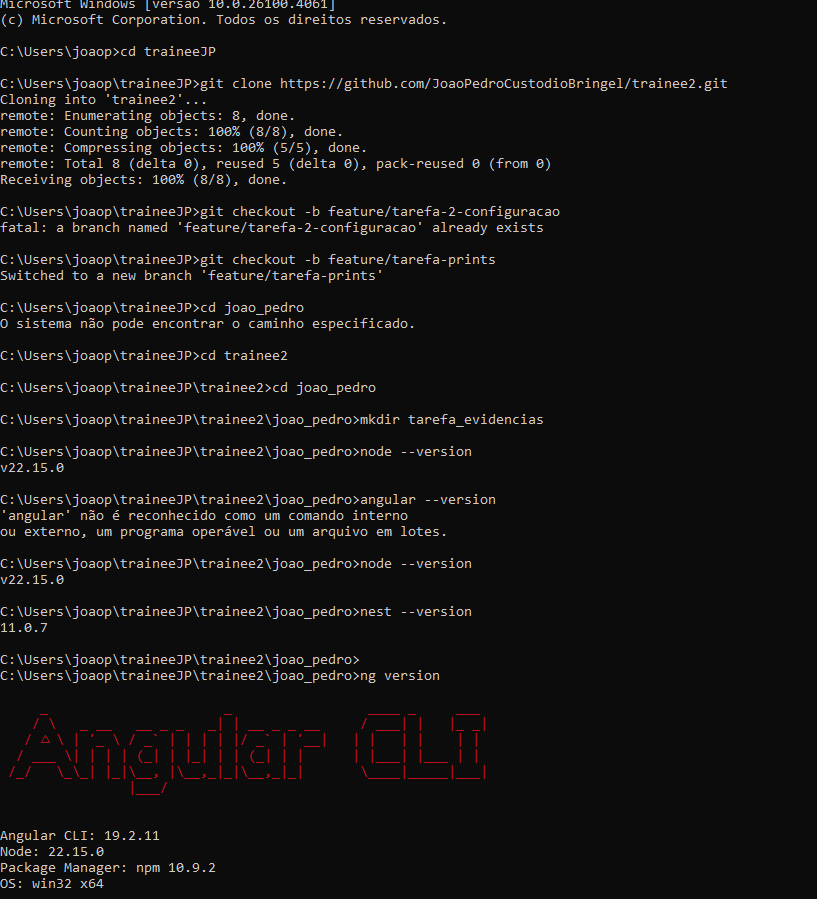 Microsoft Windows [versão 10.0.26100.4061]
(c) Microsoft Corporation. Todos os direitos reservados.
C:\Users\joaop>cd traineeJP
C:\Users\joaop\traineeJP>git clone https://github.com/JoaoPedroCustodioBringel/trainee2.git
Cloning into 'trainee2'...
remote: Enumerating objects: 8, done.
remote: Counting objects: 100% (8/8), done.
remote: Compressing objects: 100% (5/5), done.
remote: Total 8 (delta 0), reused 5 (delta 0), pack-reused 0 (from 0)
Receiving objects: 100% (8/8), done.
C:\Users\joaop\traineeJP>git checkout -b feature/tarefa-2-configuracao
fatal: a branch named 'feature/tarefa-2-configuracao' already exists
C:\Users\joaop\traineeJP>git checkout -b feature/tarefa-prints
Switched to a new branch 'feature/tarefa-prints'
C:\Users\joaop\traineeJP>cd joao_pedro
O sistema não pode encontrar o caminho especificado.
C:\Users\joaop\traineeJP>cd trainee2
C:\Users\joaop\traineeJP\trainee2>cd joao_pedro
C:\Users\joaop\traineeJP\trainee2\joao_pedro>mkdir tarefa_evidencias
C:\Users\joaop\traineeJP\trainee2\joao_pedro>node --version
v22.15.0
C:\Users\joaop\traineeJP\trainee2\joao_pedro>angular --version
'angular' não é reconhecido como um comando interno
ou externo, um programa operável ou um arquivo em lotes.
C:\Users\joaop\traineeJP\trainee2\joao_pedro>node --version
v22.15.0
C:\Users\joaop\traineeJP\trainee2\joao_pedro>nest --version
11.0.7
C:\Users\joaop\traineeJP\trainee2\joao_pedro>
C:\Users\joaop\traineeJP\trainee2\joao_pedro>ng version
Angular CLI
Angular CLI: 19.2.11
Node: 22.15.0
Package Manager: npm 10.9.2
OS: win32 x64